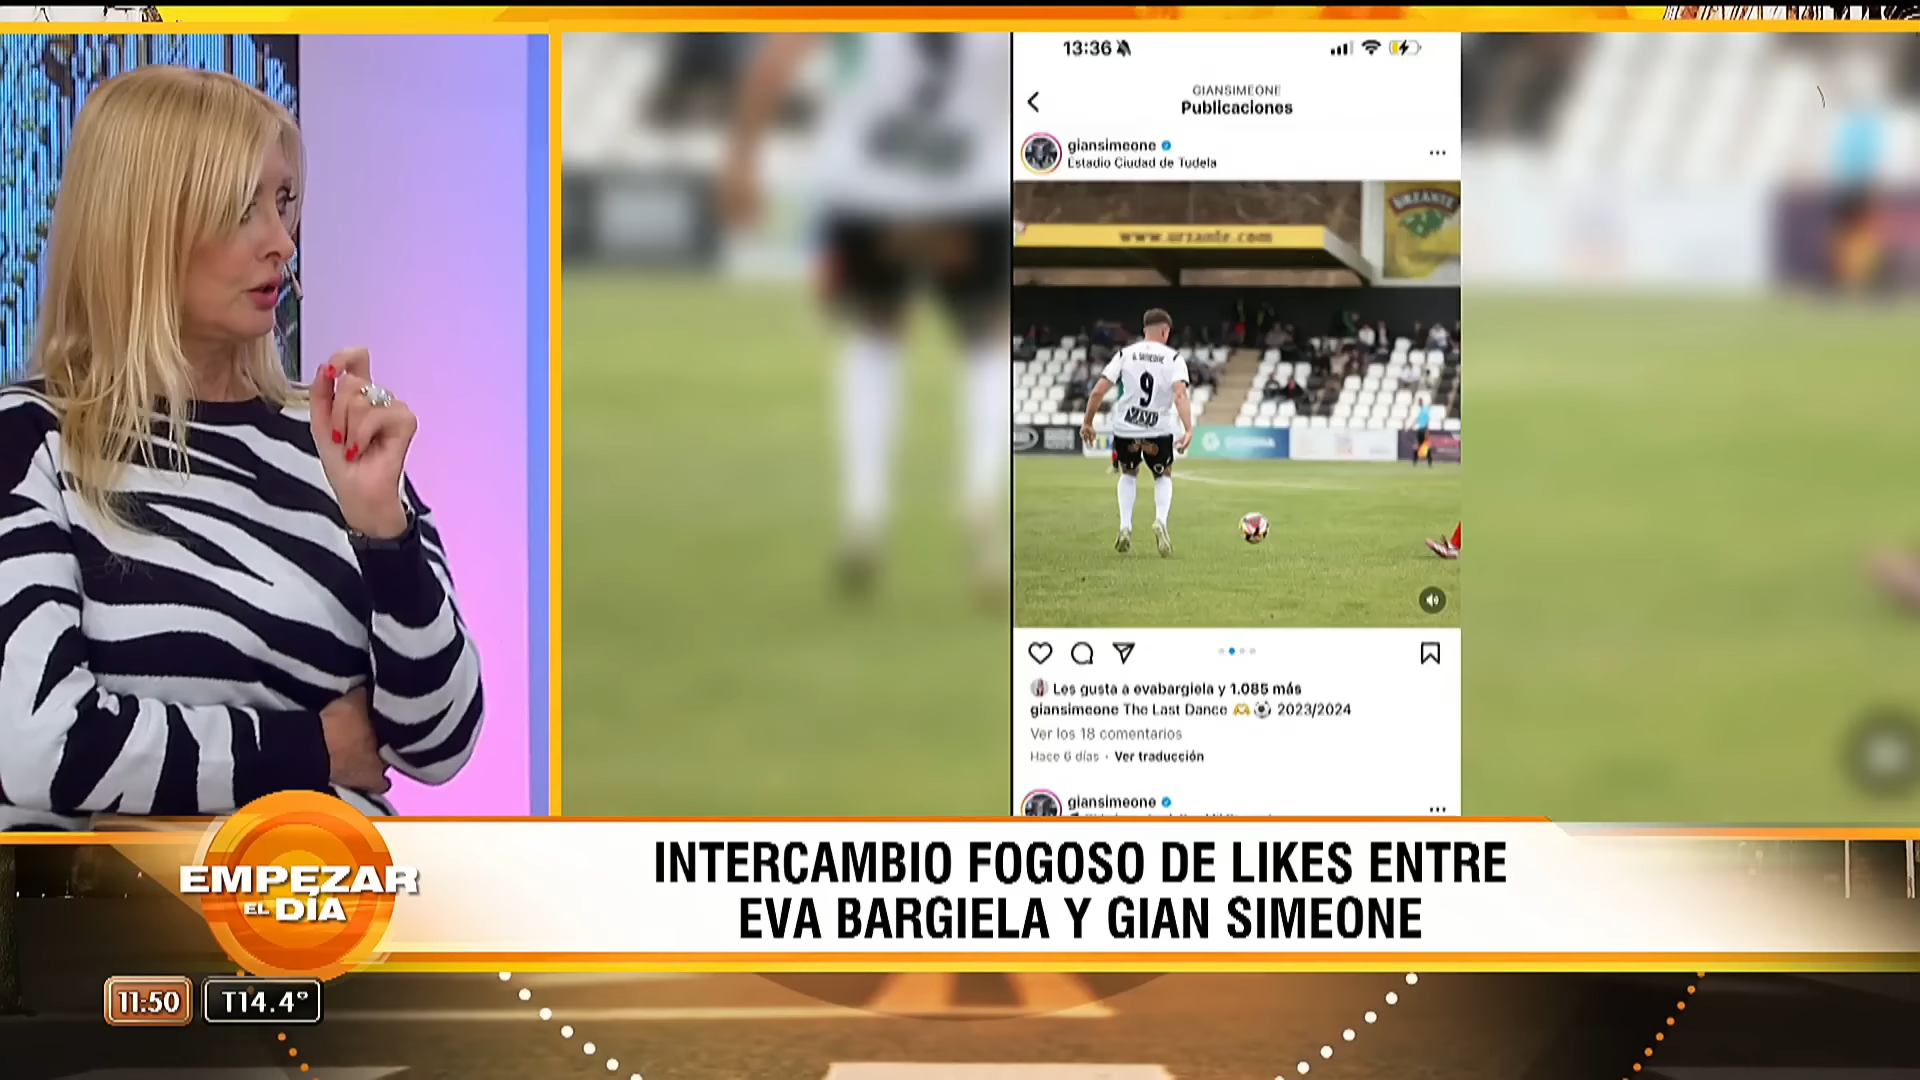 13:36
GIANSIMEONE
Publicaciones
giansimeone
Estadio Ciudad de Tudela
URZANTE
www.urzante.com
G. SIMEONE
9
Les gusta a evabargiela y 1.085 más
giansimeone The Last Dance 🫶⚽ 2023/2024
Ver los 18 comentarios
Hace 6 días · Ver traducción
giansimeone
EMPEZAR
EL DÍA
INTERCAMBIO FOGOSO DE LIKES ENTRE
EVA BARGIELA Y GIAN SIMEONE
11:50
T14.4°